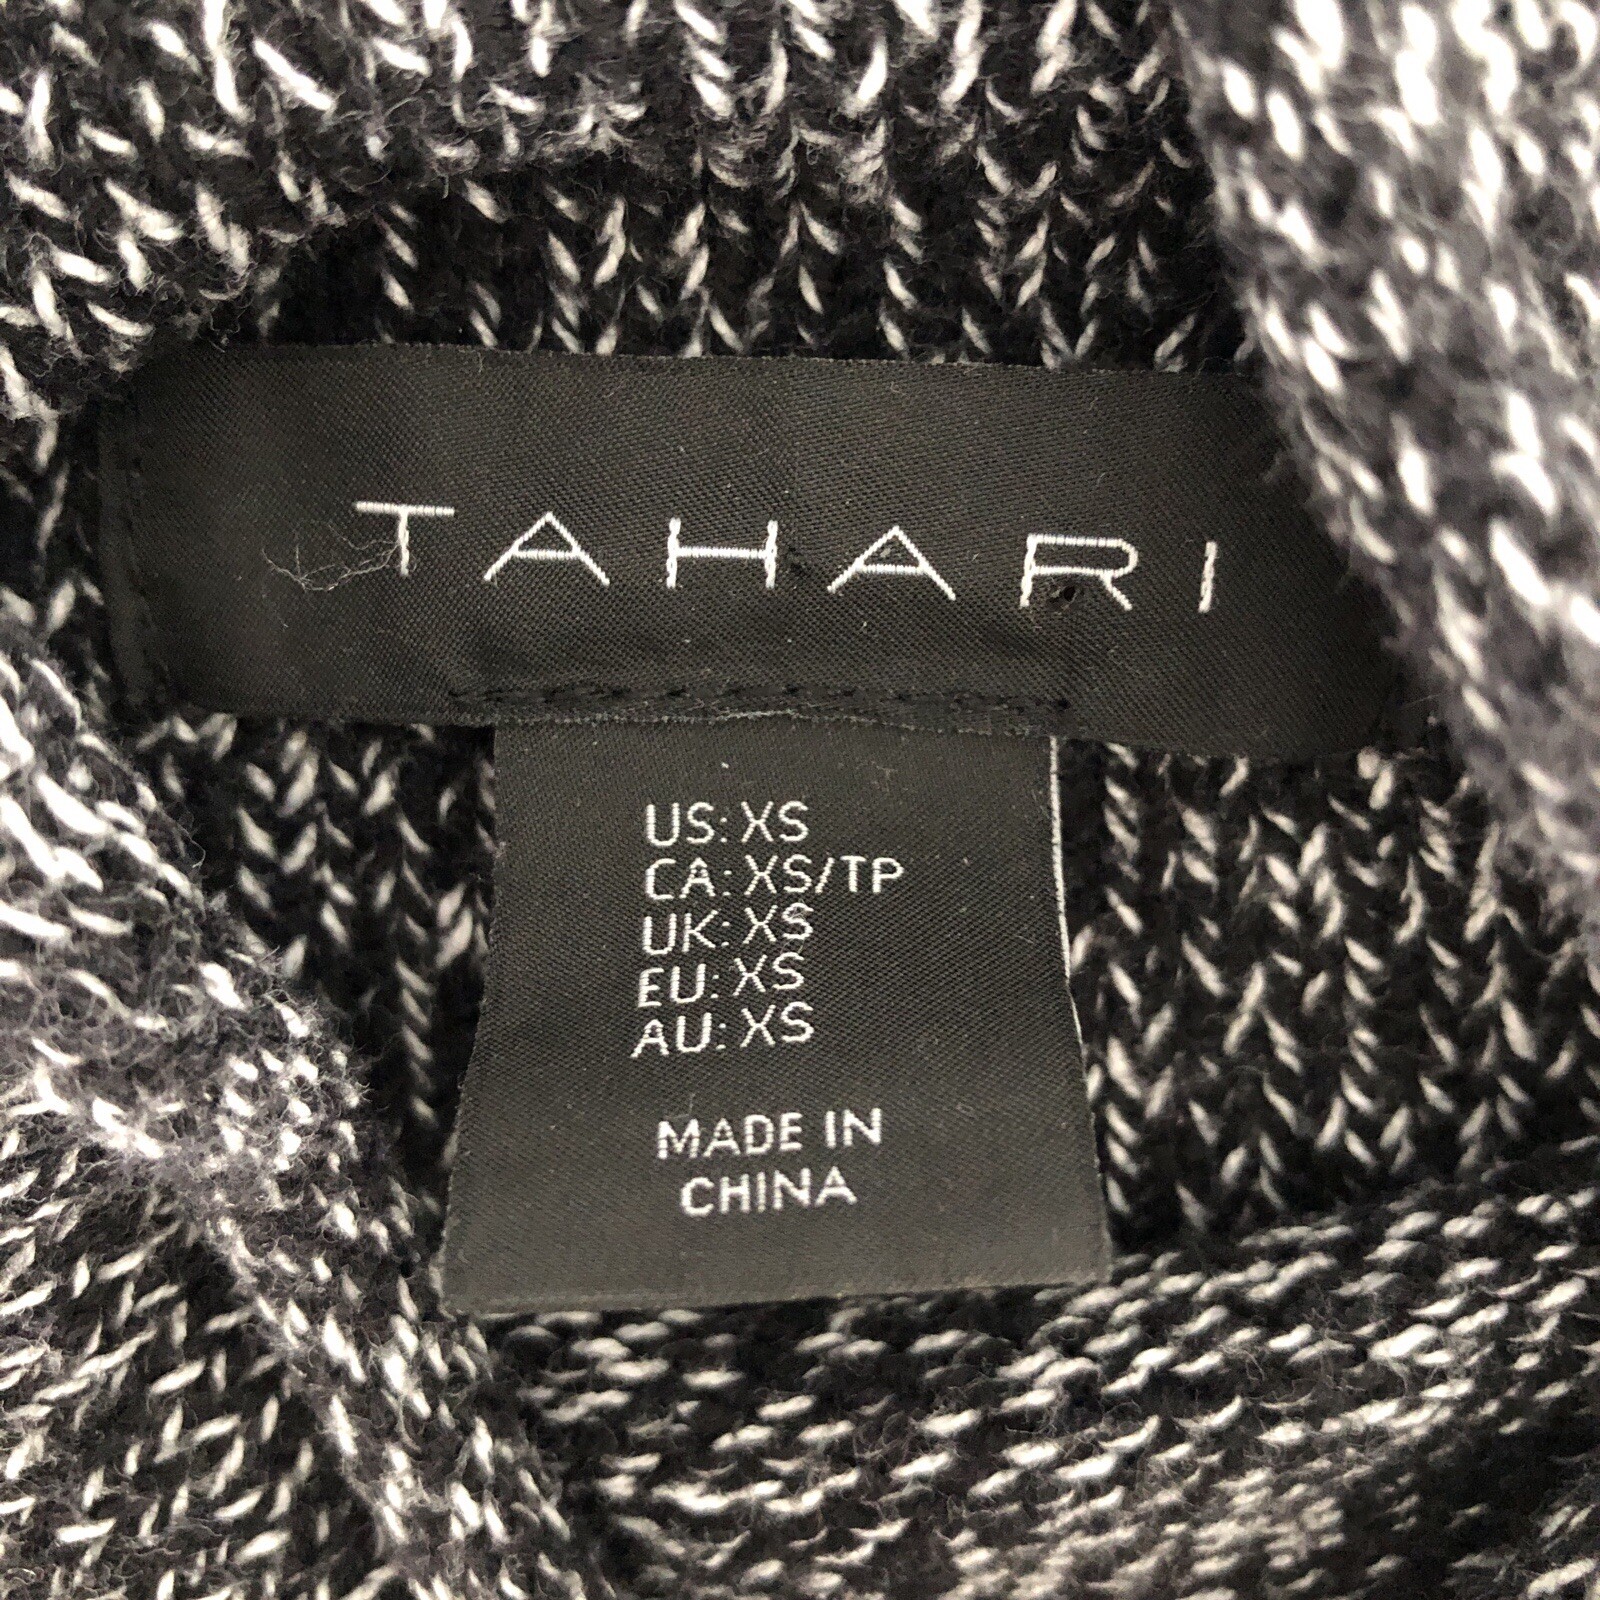 TAHARI
US: XS
CA: XS/TP
UK: XS
EU: XS
AU: XS
MADE IN
CHINA